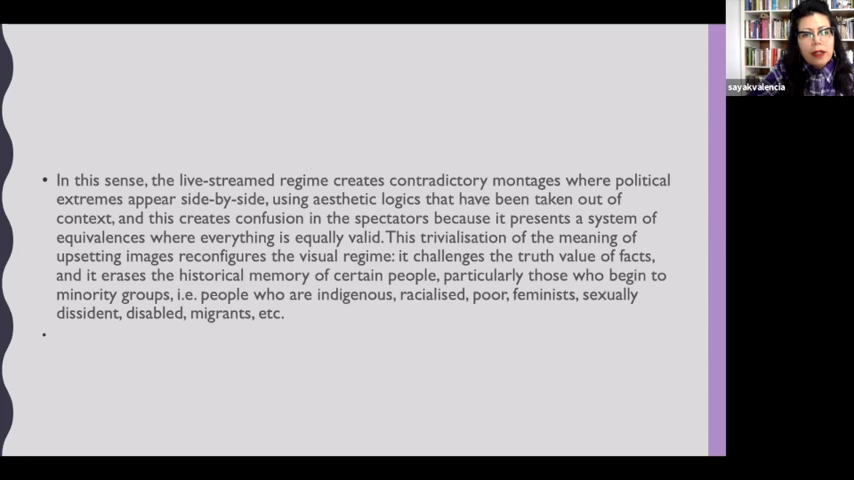 • In this sense, the live-streamed regime creates contradictory montages where political
extremes appear side-by-side, using aesthetic logics that have been taken out of
context, and this creates confusion in the spectators because it presents a system of
equivalences where everything is equally valid. This trivialisation of the meaning of
upsetting images reconfigures the visual regime: it challenges the truth value of facts,
and it erases the historical memory of certain people, particularly those who begin to
minority groups, i.e. people who are indigenous, racialised, poor, feminists, sexually
dissident, disabled, migrants, etc.
•
sayakvalencia